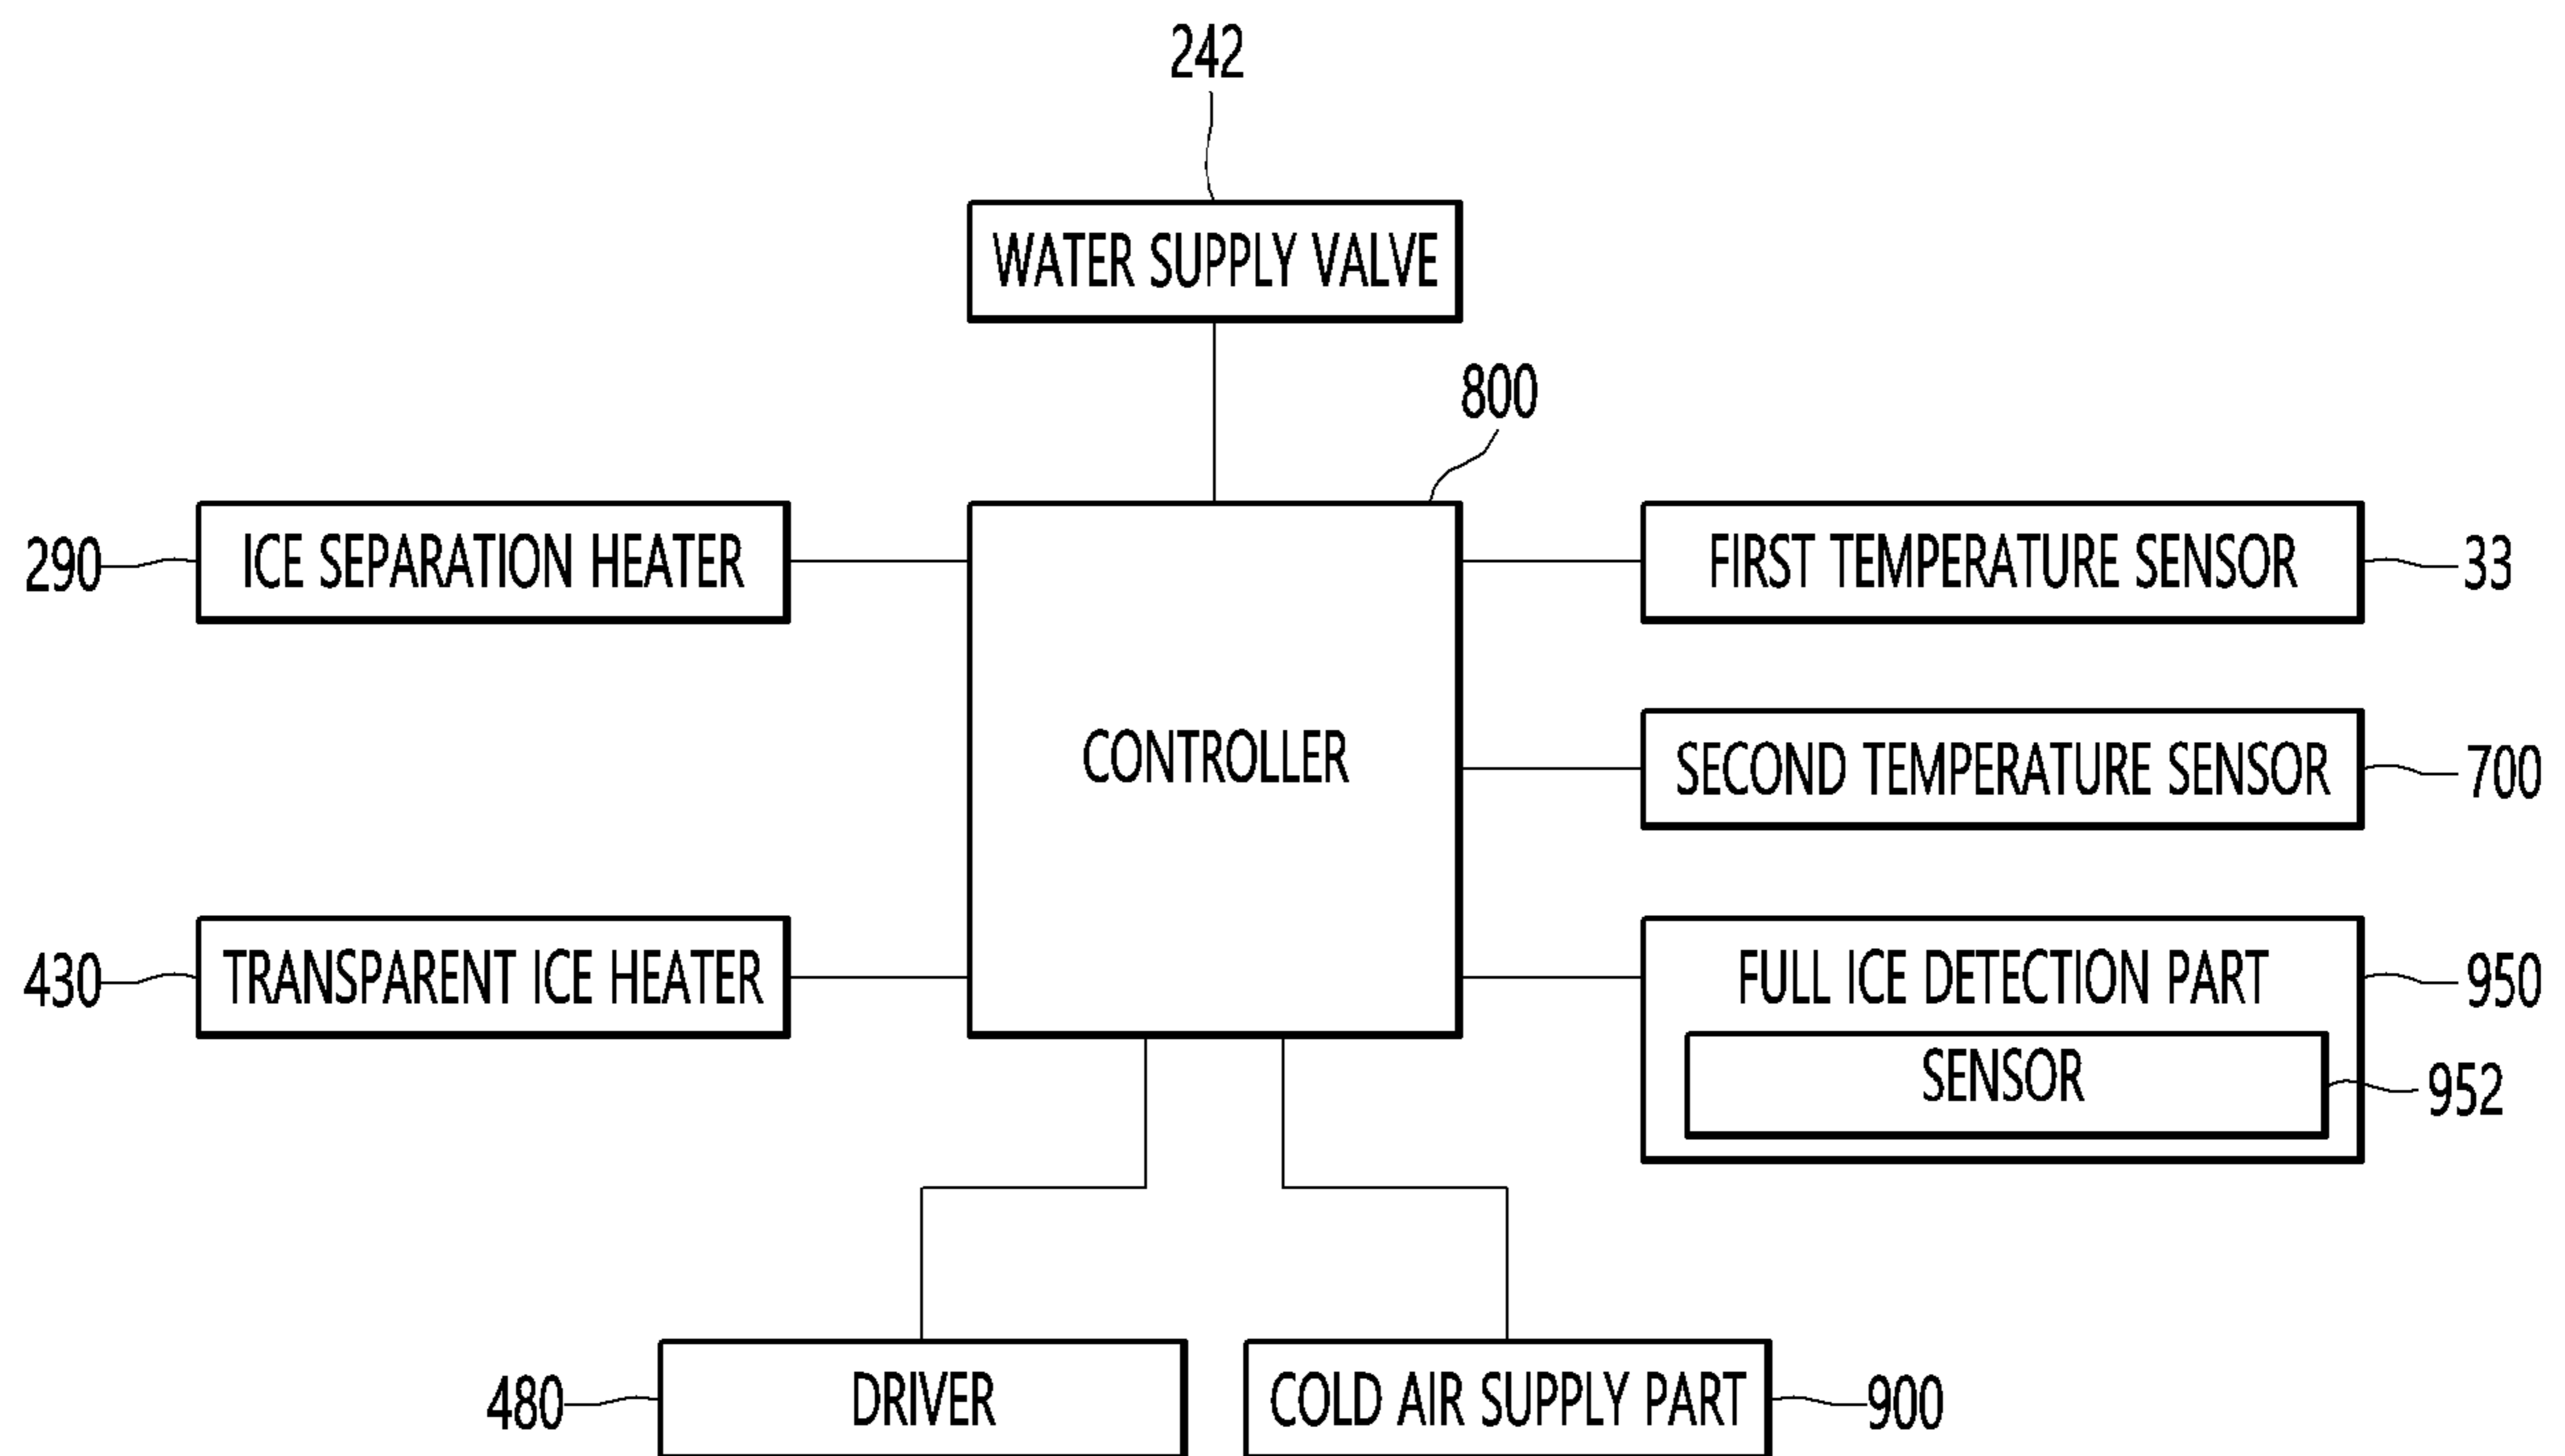 242
WATER SUPPLY VALVE
800
290
ICE SEPARATION HEATER
FIRST TEMPERATURE SENSOR
33
CONTROLLER
SECOND TEMPERATURE SENSOR
700
430
TRANSPARENT ICE HEATER
FULL ICE DETECTION PART
950
SENSOR
952
480
DRIVER
COLD AIR SUPPLY PART
900